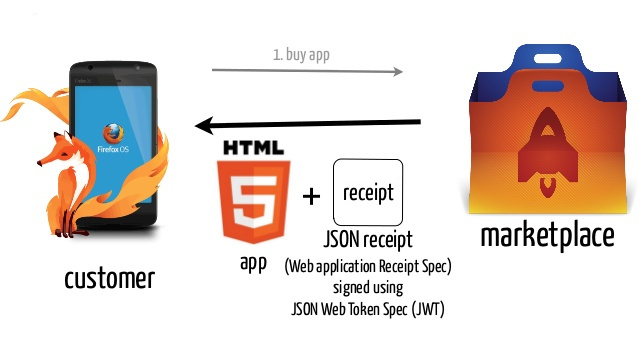 1. buy app
Firefox OS
HTML
5
+
receipt
JSON receipt
(Web application Receipt Spec)
signed using
JSON Web Token Spec (JWT)
app
customer
marketplace